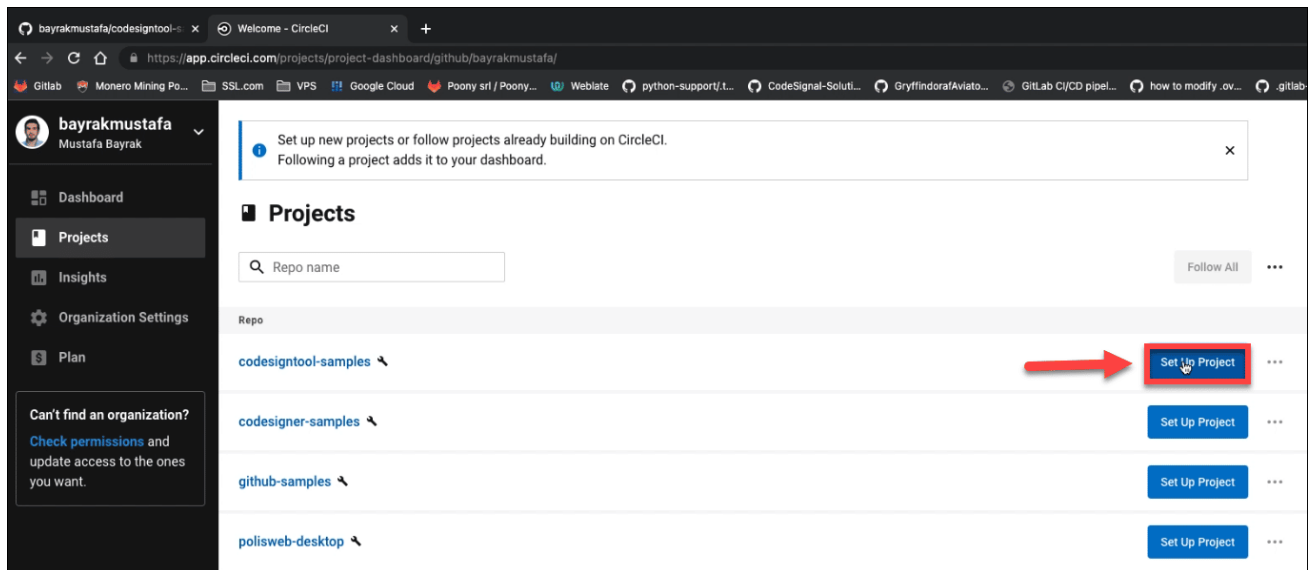 bayrakmustafa/codesigntool-s
Welcome - CircleCI
https://app.circleci.com/projects/project-dashboard/github/bayrakmustafa/
Gitlab
Monero Mining Po...
SSL.com
VPS
Google Cloud
Poony srl / Poony...
Weblate
python-support/.t...
CodeSignal-Soluti...
GryffindorafAviato...
GitLab CI/CD pipel...
how to modify .ov...
.gitlab-
bayrakmustafa
Mustafa Bayrak
Dashboard
Projects
Insights
Organization Settings
Plan
Can't find an organization?
Check permissions and
update access to the ones
you want.
Set up new projects or follow projects already building on CircleCI.
Following a project adds it to your dashboard.
Projects
Repo name
Follow All
Repo
codesigntool-samples
Set Up Project
codesigner-samples
Set Up Project
github-samples
Set Up Project
polisweb-desktop
Set Up Project